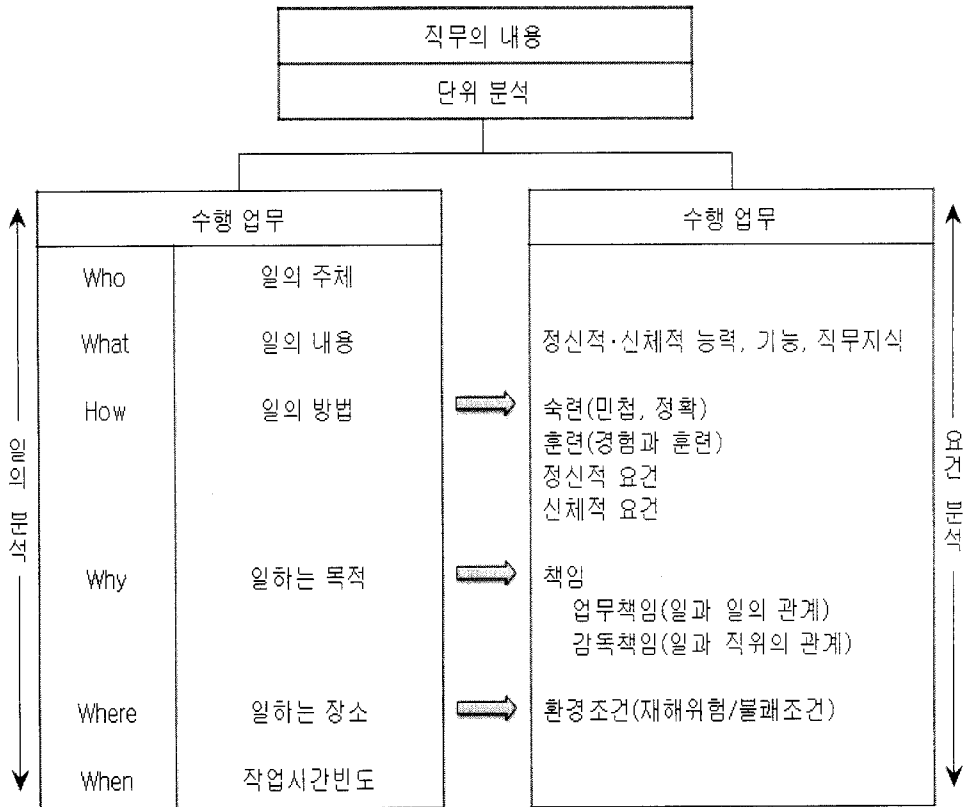 직무의 내용
단위 분석
수행 업무
Who 일의 주체
What 일의 내용
How 일의 방법
Why 일하는 목적
Where 일하는 장소
When 작업시간빈도
일의 분석
수행 업무
정신적·신체적 능력, 기능, 직무지식
숙련(민첩, 정확)
훈련(경험과 훈련)
정신적 요건
신체적 요건
책임
업무책임(일과 일의 관계)
감독책임(일과 직위의 관계)
환경조건(재해위험/불쾌조건)
요건 분석